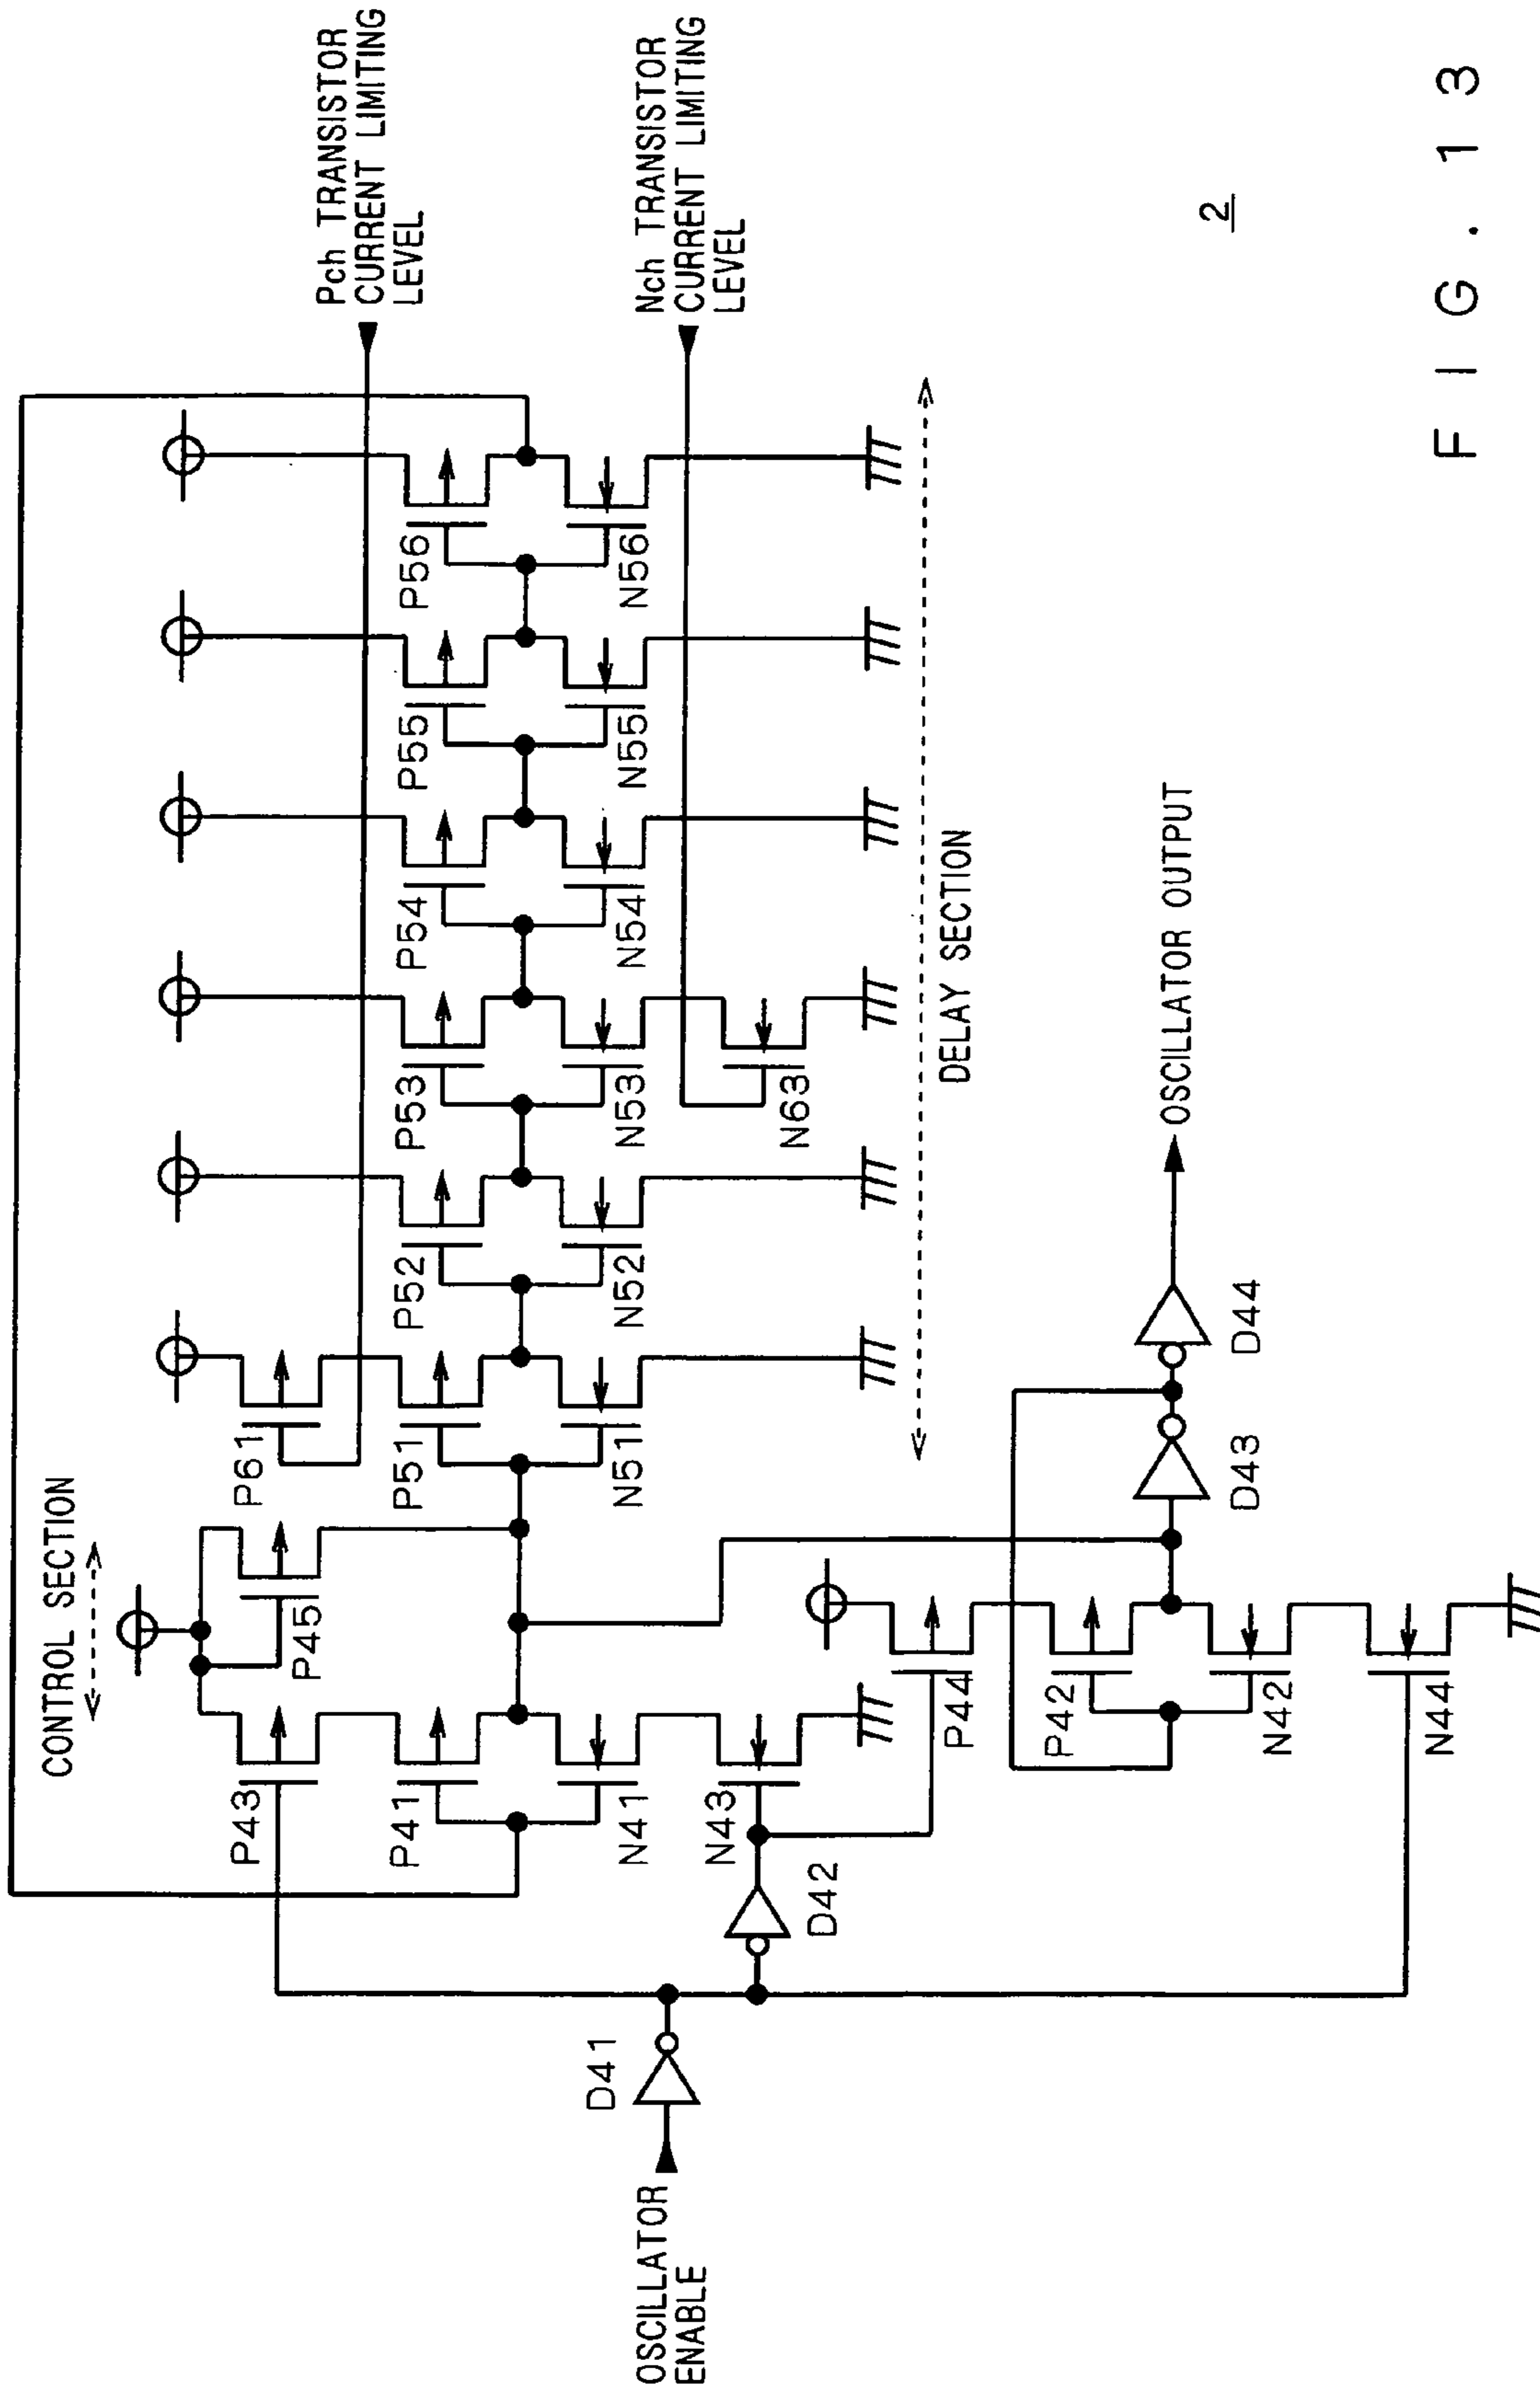 CONTROL SECTION
Pch TRANSISTOR
CURRENT LIMITING
LEVEL
P43
P45
P61
P41
P51
P52
P53
P54
P55
P56
N41
N51
N52
N53
N54
N55
N56
Nch TRANSISTOR
CURRENT LIMITING
LEVEL
N43
N63
D41
OSCILLATOR
ENABLE
D42
DELAY SECTION
P44
P42
N42
N44
D43
D44
OSCILLATOR OUTPUT
2
FIG. 13